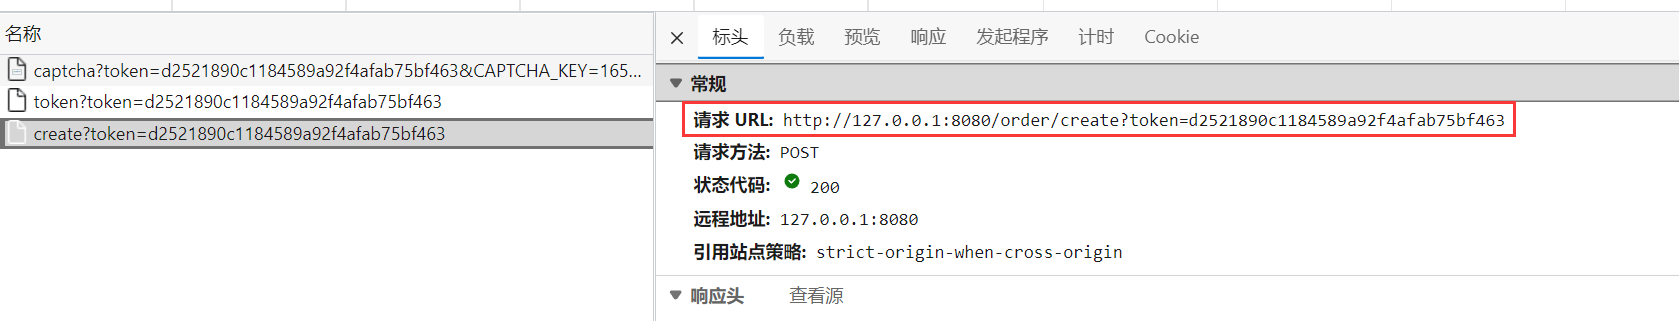 名称
captcha?token=d2521890c1184589a92f4afab75bf463&CAPTCHA_KEY=165...
token?token=d2521890c1184589a92f4afab75bf463
create?token=d2521890c1184589a92f4afab75bf463
标头 负载 预览 响应 发起程序 计时 Cookie
常规
请求 URL: http://127.0.0.1:8080/order/create?token=d2521890c1184589a92f4afab75bf463
请求方法: POST
状态代码: 200
远程地址: 127.0.0.1:8080
引用站点策略: strict-origin-when-cross-origin
响应头 查看源